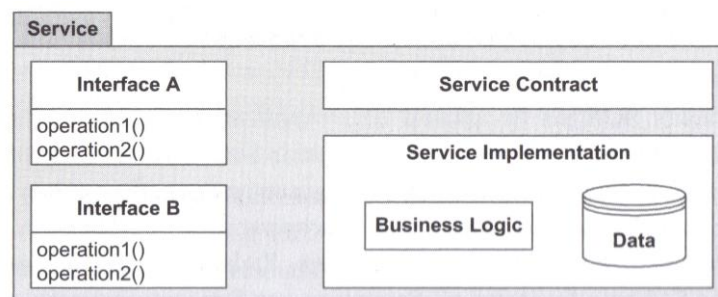 Service
Interface A
operation1()
operation2()
Interface B
operation1()
operation2()
Service Contract
Service Implementation
Business Logic
Data